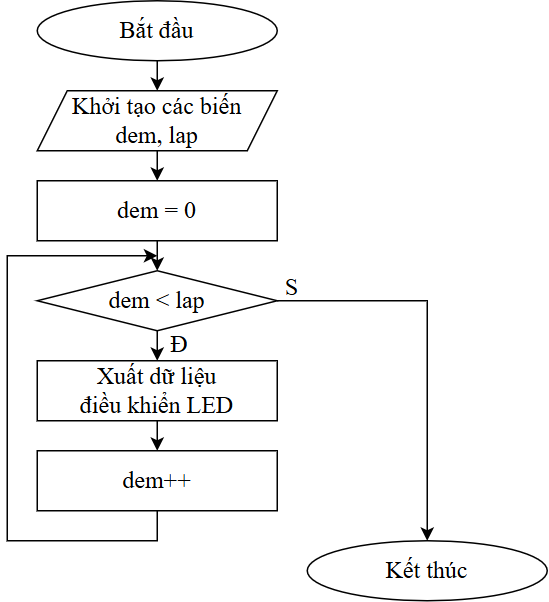 Bắt đầu
Khởi tạo các biến
dem, lap
dem = 0
dem < lap
S
Đ
Xuất dữ liệu
điều khiển LED
dem++
Kết thúc